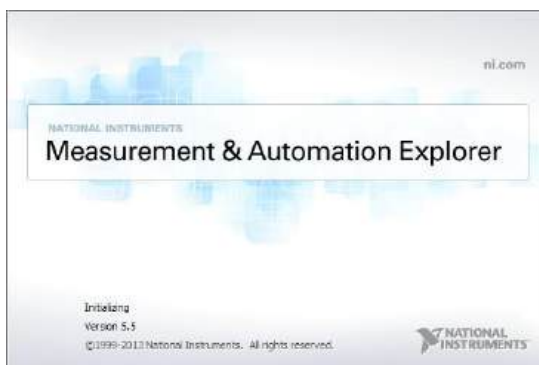 ni.com
NATIONAL INSTRUMENTS
Measurement & Automation Explorer
Initializing
Version 5.5
©1999-2013 National Instruments. All rights reserved.
NATIONAL
INSTRUMENTS